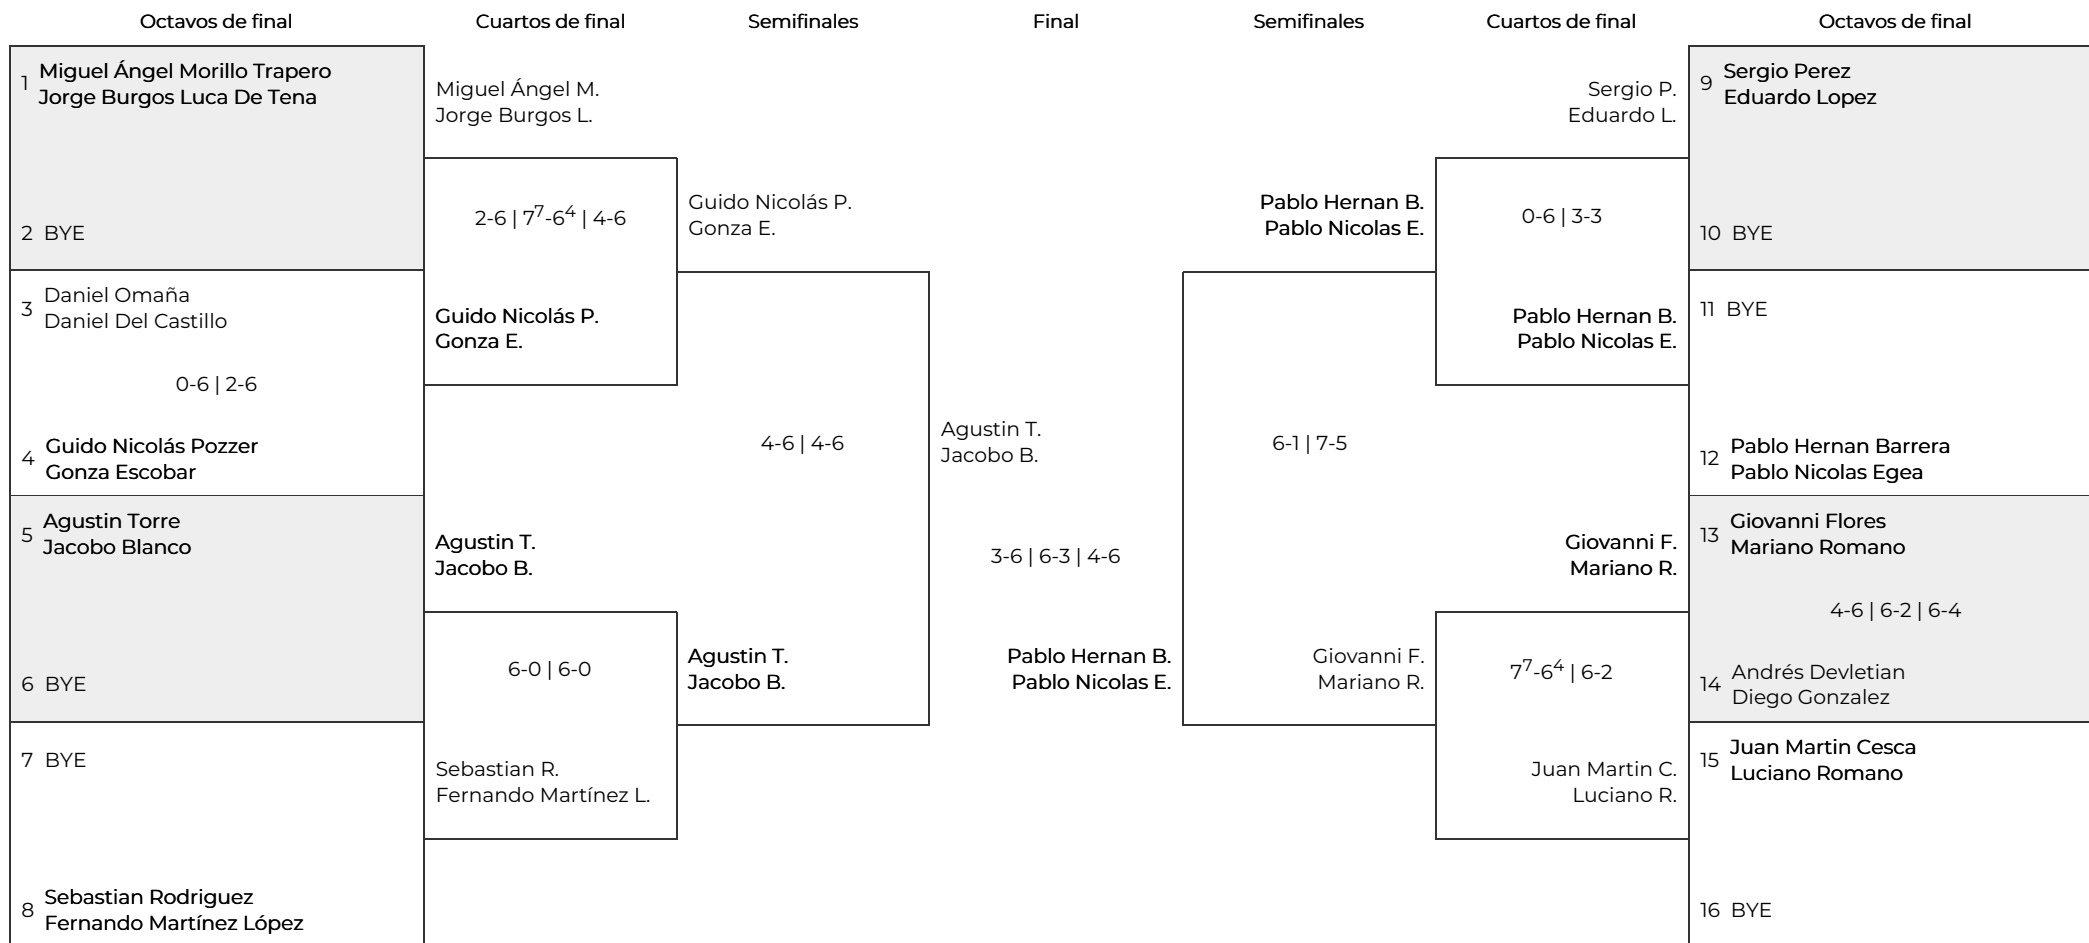 Octavos de final
Cuartos de final
Semifinales
Final
Semifinales
Cuartos de final
Octavos de final
1
Miguel Ángel Morillo Trapero
Jorge Burgos Luca De Tena
2 BYE
3
Daniel Omaña
Daniel Del Castillo
0-6 | 2-6
4
Guido Nicolás Pozzer
Gonza Escobar
5
Agustin Torre
Jacobo Blanco
6 BYE
7 BYE
8
Sebastian Rodriguez
Fernando Martínez López
Miguel Ángel M.
Jorge Burgos L.
2-6 | 7⁷-6⁴ | 4-6
Guido Nicolás P.
Gonza E.
Agustin T.
Jacobo B.
6-0 | 6-0
Sebastian R.
Fernando Martínez L.
Guido Nicolás P.
Gonza E.
4-6 | 4-6
Agustin T.
Jacobo B.
Agustin T.
Jacobo B.
3-6 | 6-3 | 4-6
Pablo Hernan B.
Pablo Nicolas E.
Pablo Hernan B.
Pablo Nicolas E.
6-1 | 7-5
Giovanni F.
Mariano R.
Sergio P.
Eduardo L.
0-6 | 3-3
Pablo Hernan B.
Pablo Nicolas E.
Giovanni F.
Mariano R.
7⁷-6⁴ | 6-2
Juan Martin C.
Luciano R.
9
Sergio Perez
Eduardo Lopez
10 BYE
11 BYE
12
Pablo Hernan Barrera
Pablo Nicolas Egea
13
Giovanni Flores
Mariano Romano
4-6 | 6-2 | 6-4
14
Andrés Devletian
Diego Gonzalez
15
Juan Martin Cesca
Luciano Romano
16 BYE